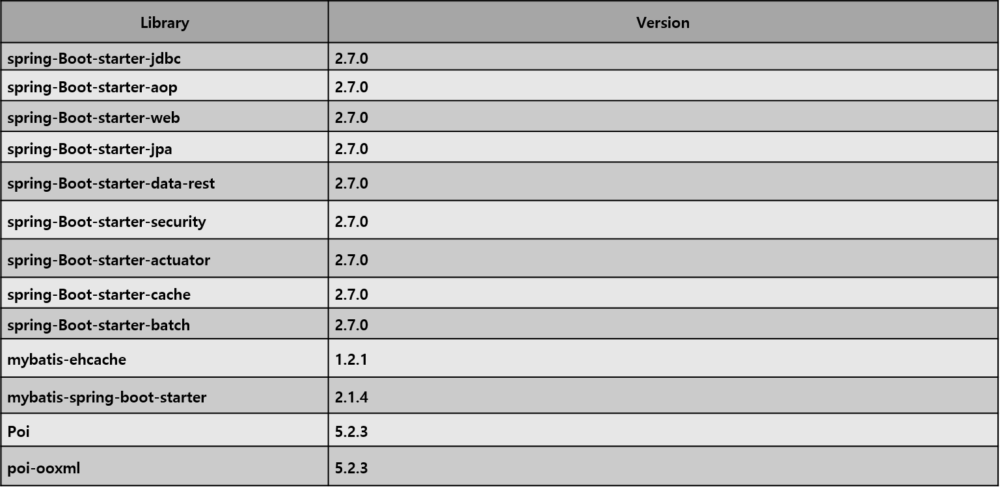 Library Version
spring-Boot-starter-jdbc 2.7.0
spring-Boot-starter-aop 2.7.0
spring-Boot-starter-web 2.7.0
spring-Boot-starter-jpa 2.7.0
spring-Boot-starter-data-rest 2.7.0
spring-Boot-starter-security 2.7.0
spring-Boot-starter-actuator 2.7.0
spring-Boot-starter-cache 2.7.0
spring-Boot-starter-batch 2.7.0
mybatis-ehcache 1.2.1
mybatis-spring-boot-starter 2.1.4
Poi 5.2.3
poi-ooxml 5.2.3